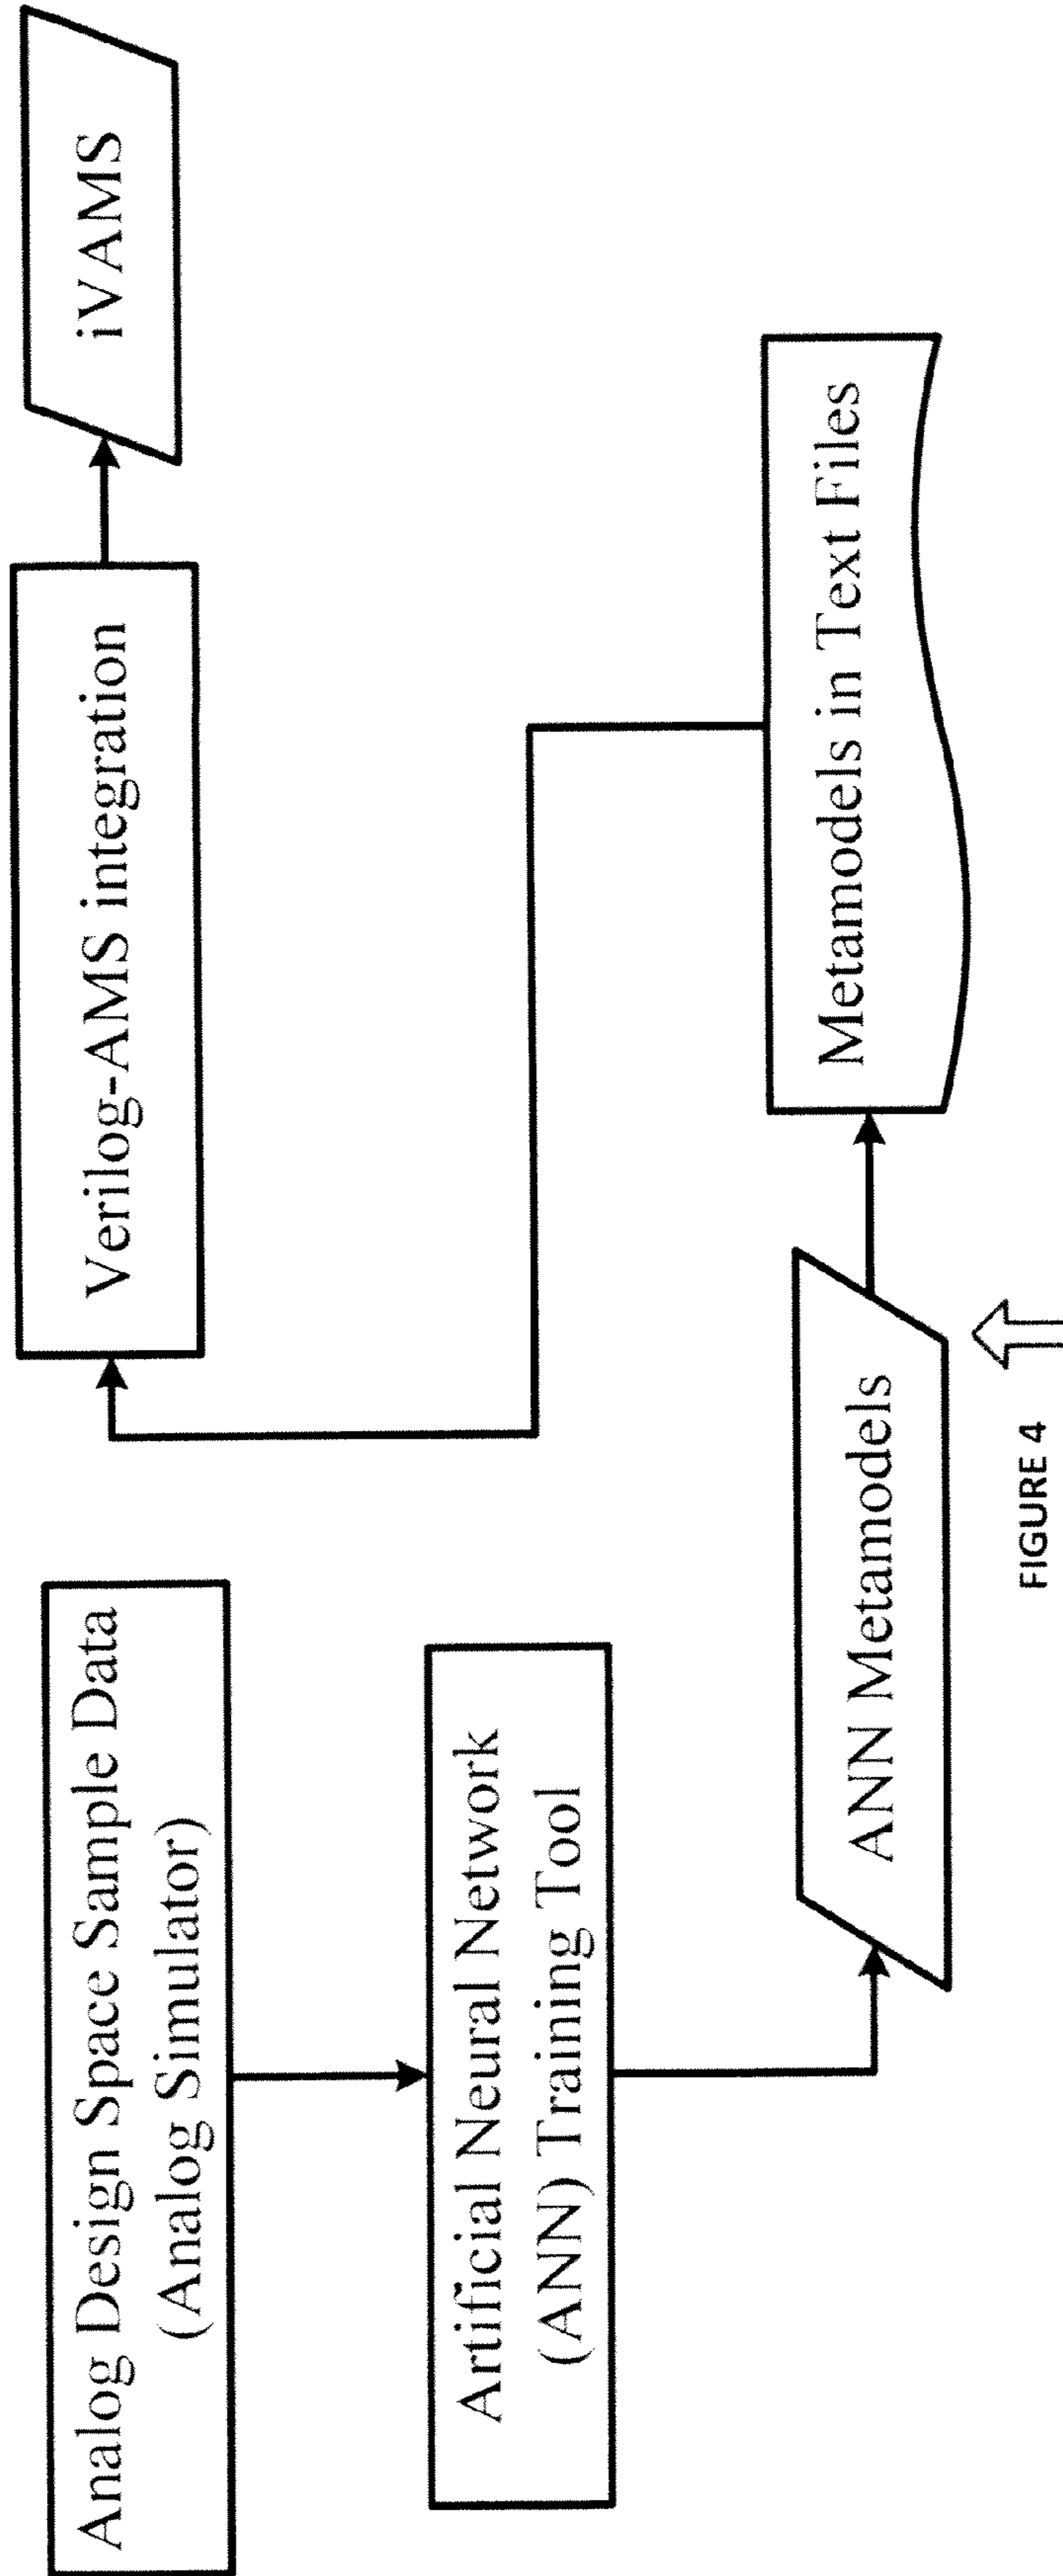 Analog Design Space Sample Data
(Analog Simulator)
Artificial Neural Network
(ANN) Training Tool
ANN Metamodels
Metamodels in Text Files
Verilog-AMS integration
iVAMS
FIGURE 4